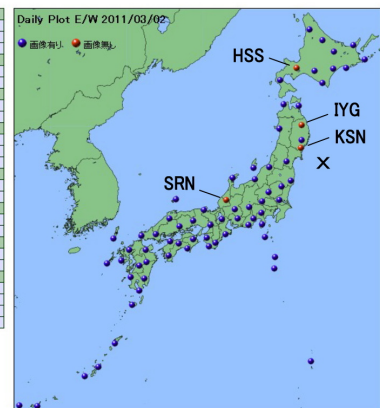 Daily Plot E/W 2011/03/02
画像有り. 画像無し.
HSS
IYG
KSN
X
SRN